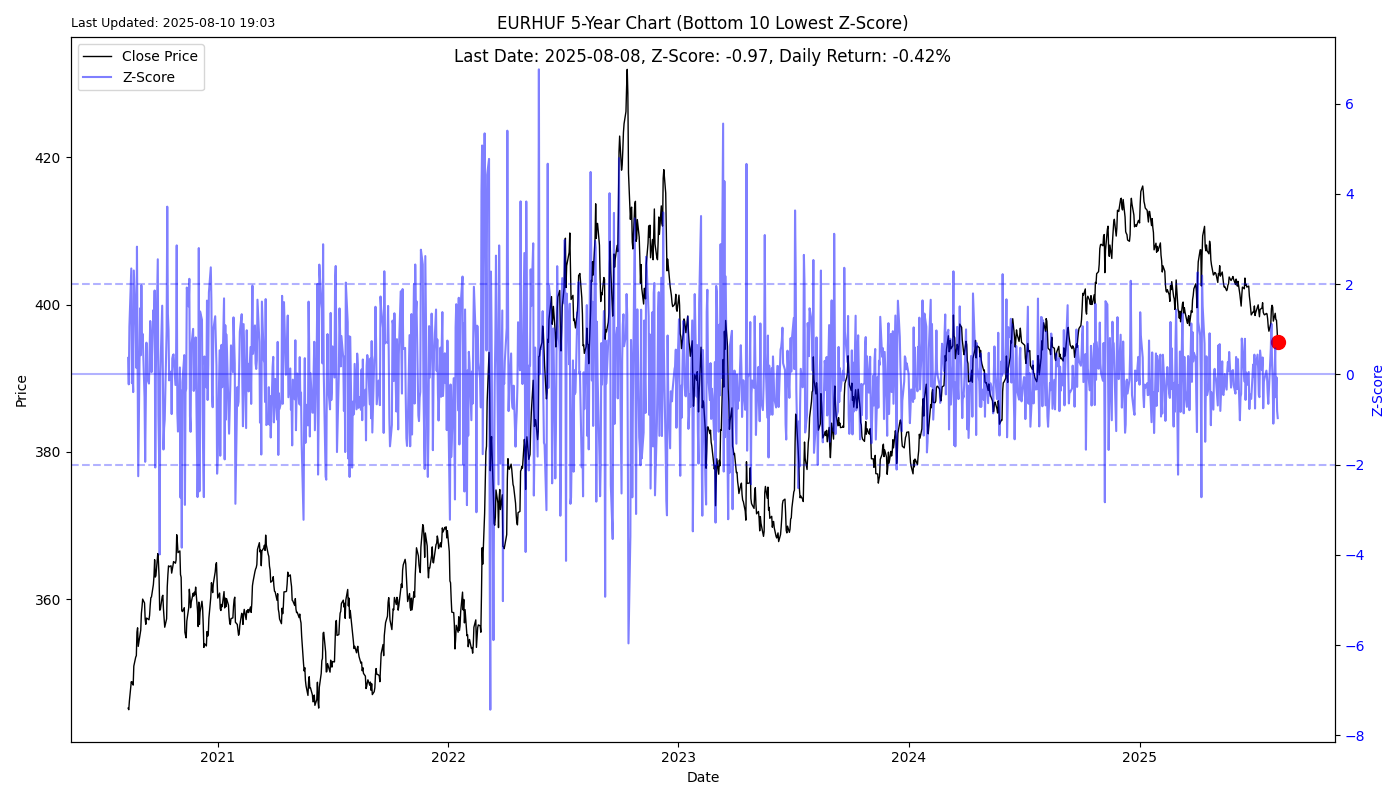 Last Updated: 2025-08-10 19:03
EURHUF 5-Year Chart (Bottom 10 Lowest Z-Score)
Last Date: 2025-08-08, Z-Score: -0.97, Daily Return: -0.42%
Close Price
Z-Score
420
400
380
360
Price
6
4
2
0
−2
−4
−6
−8
Z-Score
2021
2022
2023
2024
2025
Date